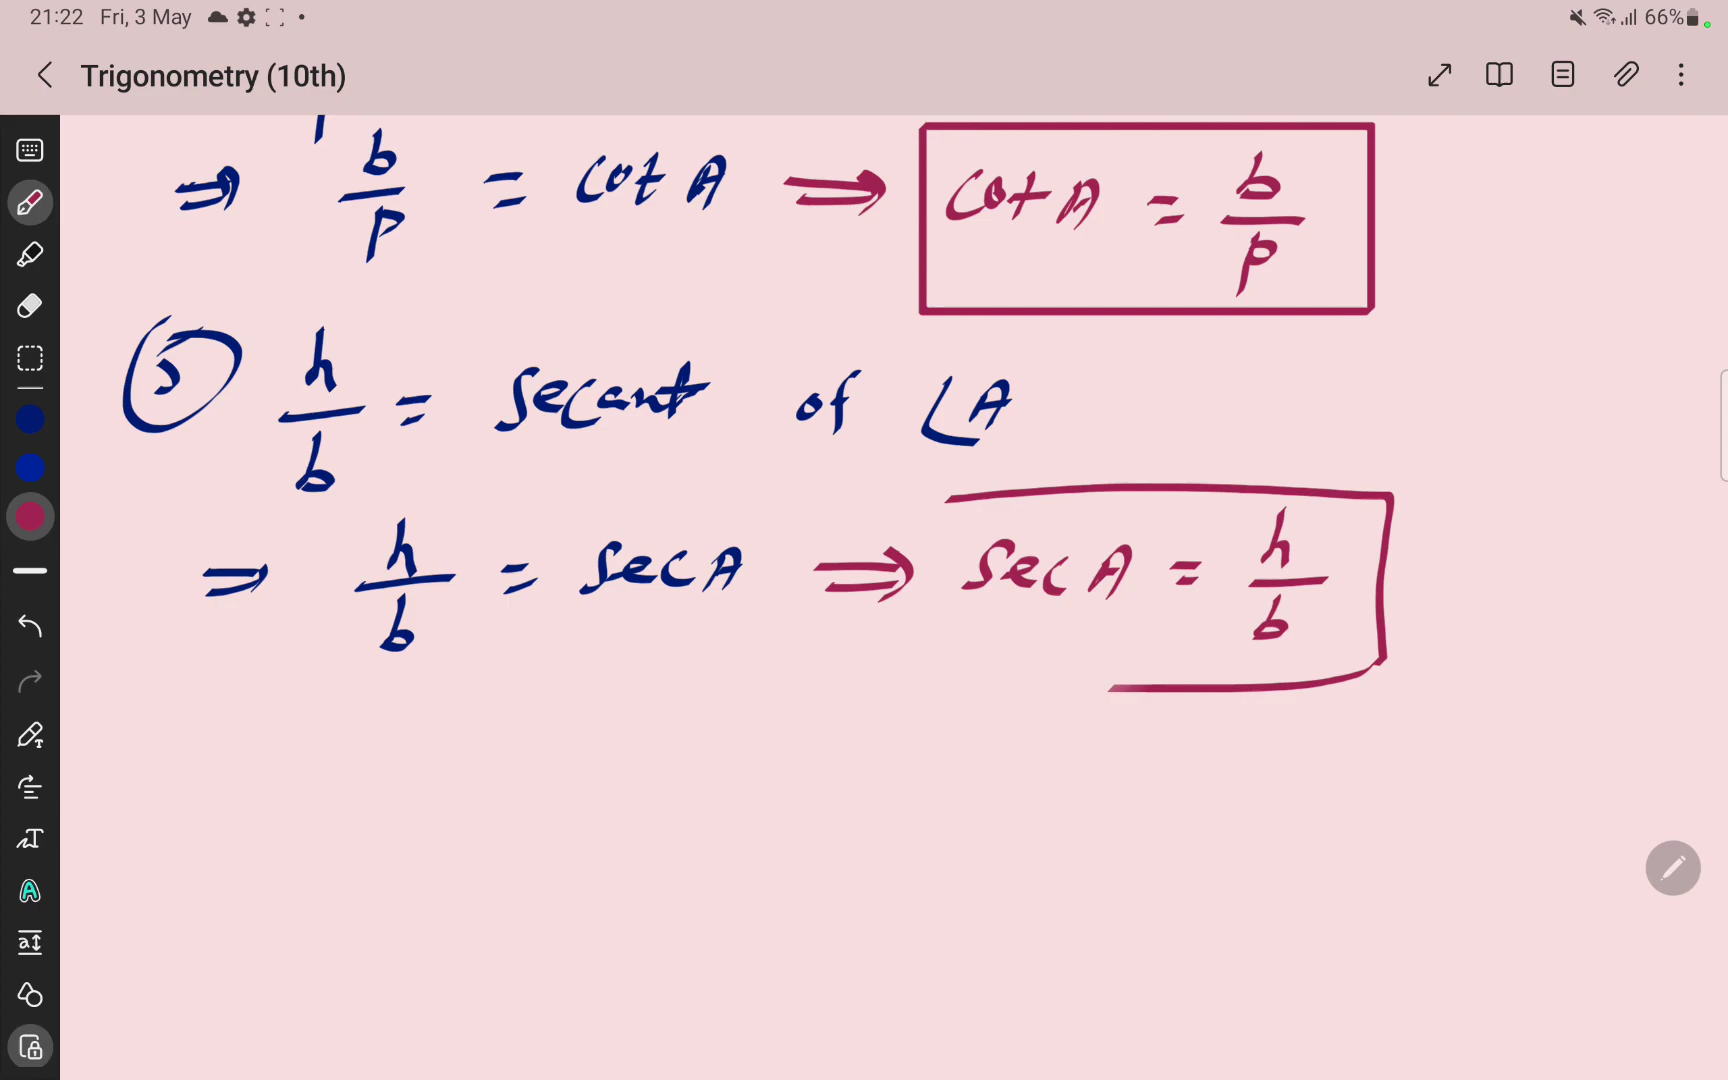 21:22 Fri, 3 May 66%
Trigonometry (10th)
⇒ b/p = cot A ⇒ cot A = b/p
⑤ h/b = secant of ∠A
⇒ h/b = sec A ⇒ sec A = h/b